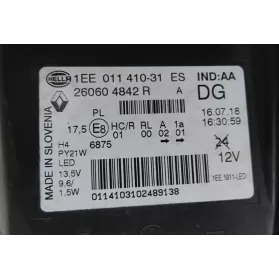 HELLA 1EE 011 410-31 ES IND:AA
26060 4842 R A DG
PL 16.07.18
17,5 E8 HC/R RL A 1a 16:30:59
01 00 02 01
H4 6875 24
PY21W 12V
LED
13,5V
9,6/
1.5W
1EE 1911-LED
0114103102489138
MADE IN SLOVENIA